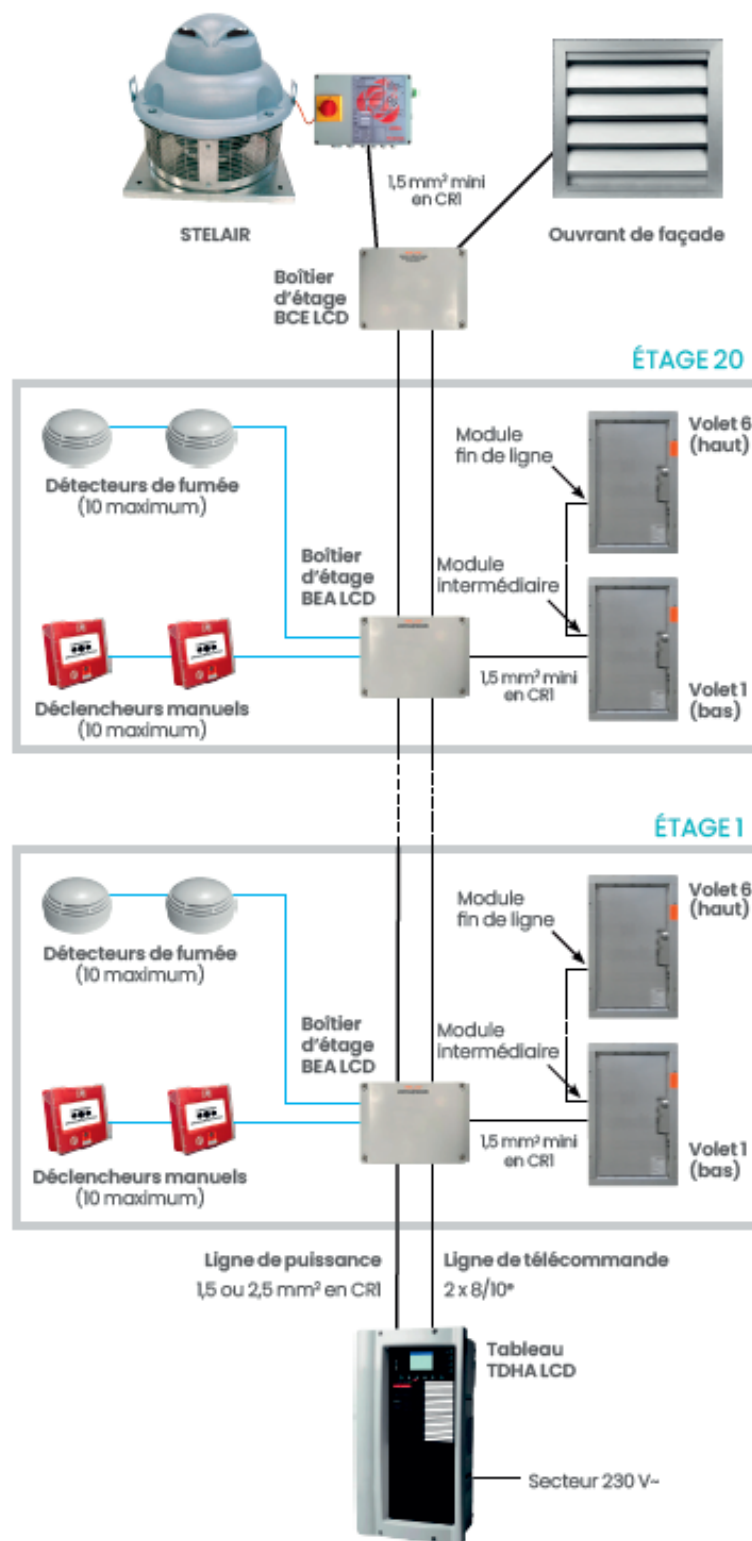 1,5 mm² mini
en CR1
STELAIR
Ouvrant de façade
Boîtier
d'étage
BCE LCD
ÉTAGE 20
Détecteurs de fumée
(10 maximum)
Déclencheurs manuels
(10 maximum)
Boîtier
d'étage
BEA LCD
Module
fin de ligne
Module
intermédiaire
1,5 mm² mini
en CR1
Volet 6
(haut)
Volet 1
(bas)
ÉTAGE 1
Détecteurs de fumée
(10 maximum)
Déclencheurs manuels
(10 maximum)
Boîtier
d'étage
BEA LCD
Module
fin de ligne
Module
intermédiaire
1,5 mm² mini
en CR1
Volet 6
(haut)
Volet 1
(bas)
Ligne de puissance
1,5 ou 2,5 mm² en CR1
Ligne de télécommande
2 x 8/10ᵉ
Tableau
TDHA LCD
Secteur 230 V~